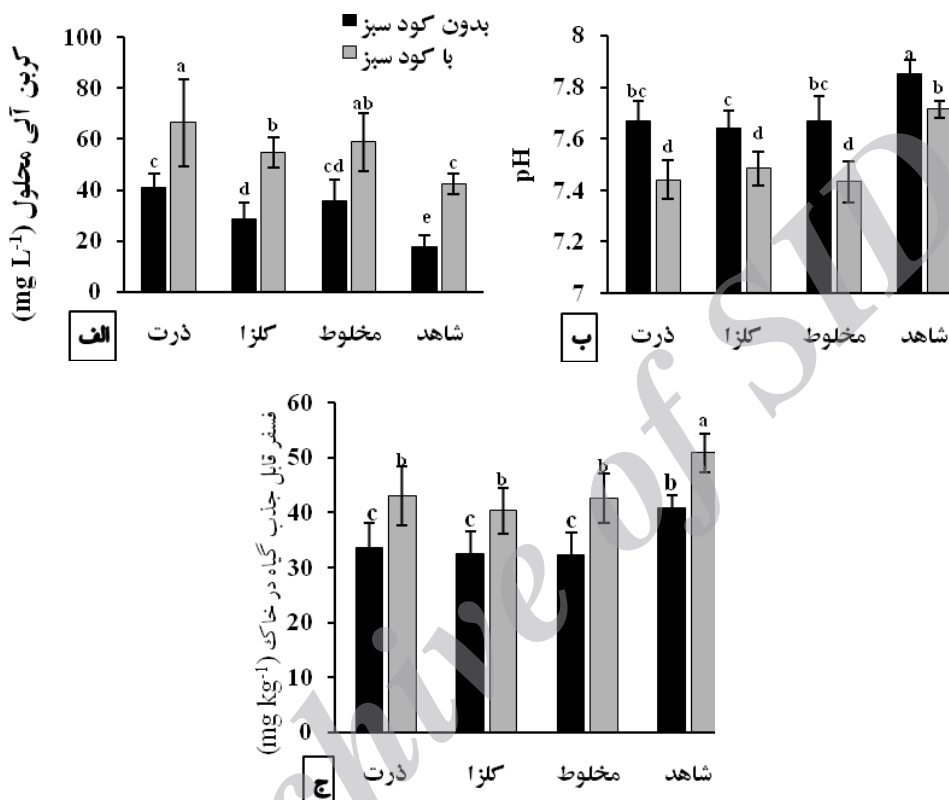 بدون کود سبز
با کود سبز
کربن آلی محلول (mg L-1)
100
80
60
40
20
0
c
a
d
b
cd
ab
e
c
الف
ذرت
کلزا
مخلوط
شاهد
pH
8
7.8
7.6
7.4
7.2
7
bc
d
c
d
bc
d
a
b
ب
ذرت
کلزا
مخلوط
شاهد
فسفر قابل جذب گیاه در خاک (mg kg-1)
60
50
40
30
20
10
0
c
b
c
b
c
b
b
a
ج
ذرت
کلزا
مخلوط
شاهد
Archive of SID